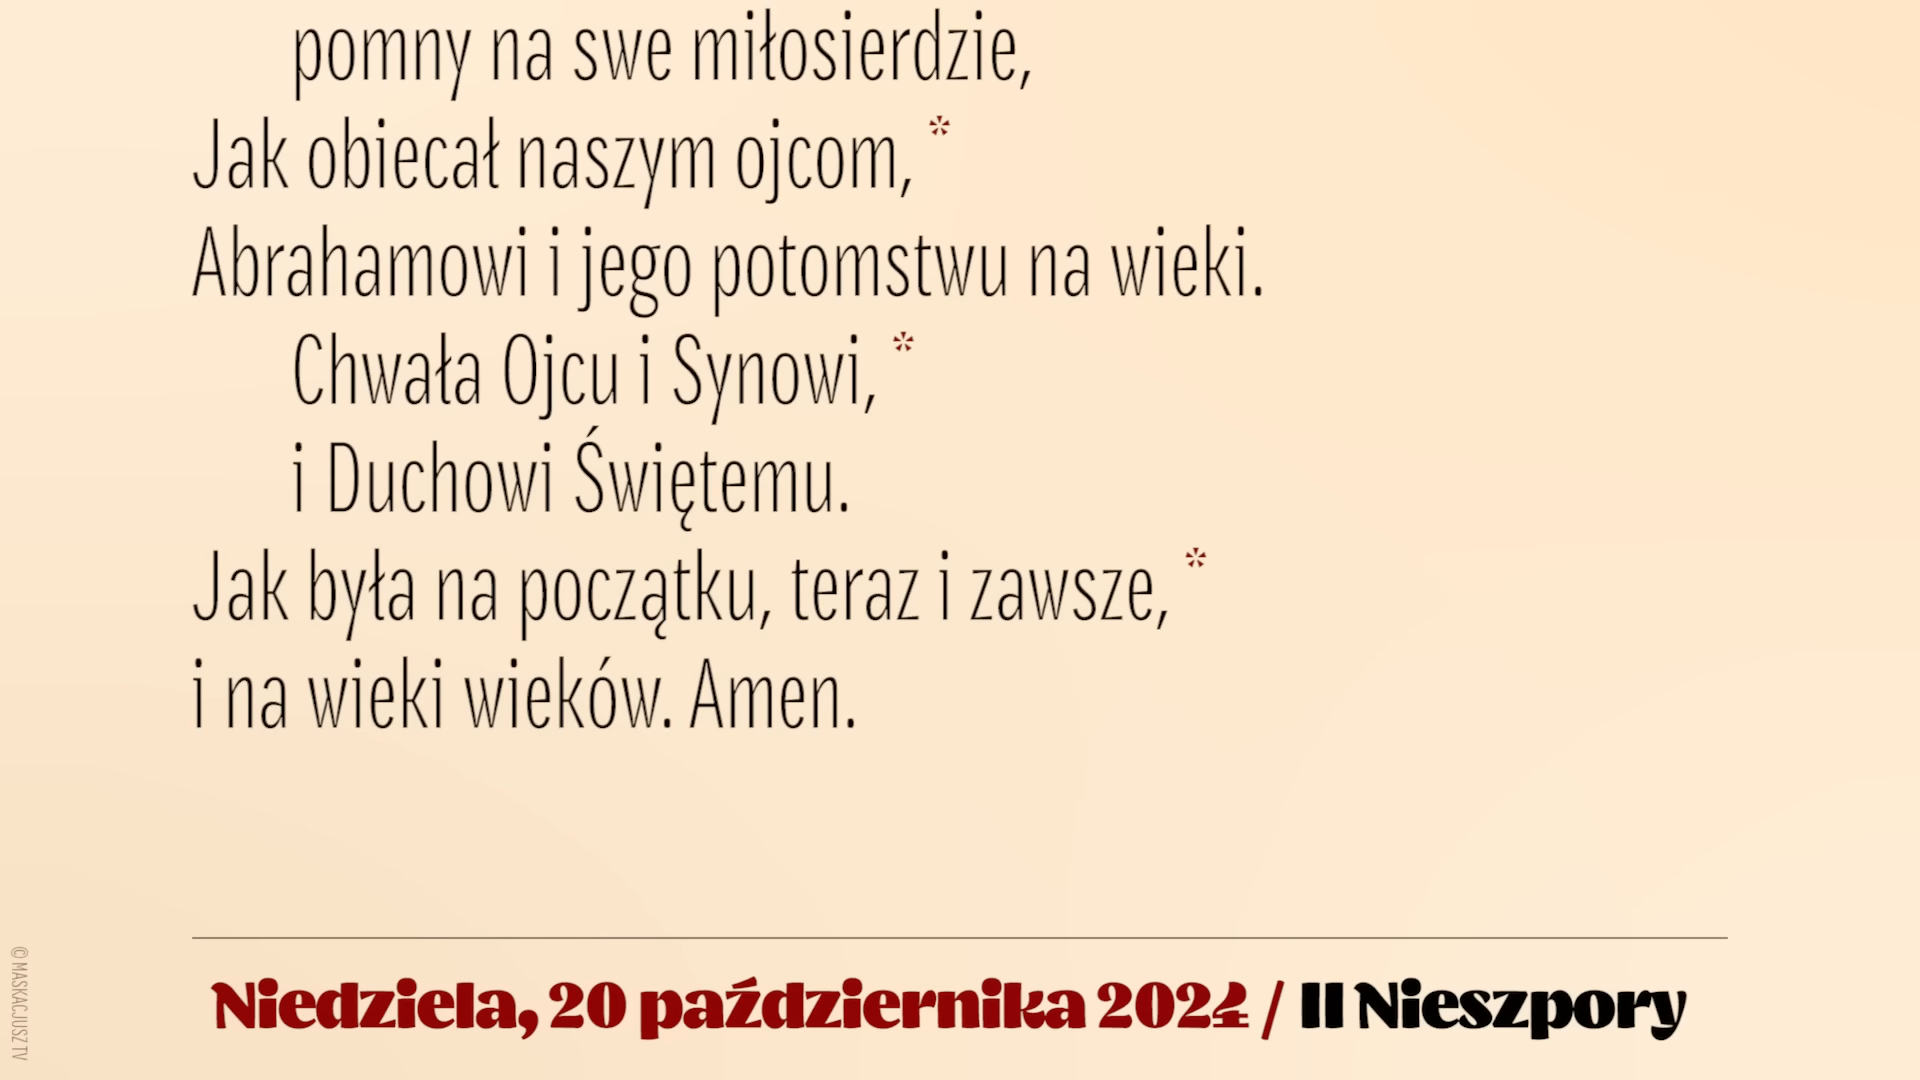 pomny na swe miłosierdzie,
Jak obiecał naszym ojcom, *
Abrahamowi i jego potomstwu na wieki.
Chwała Ojcu i Synowi, *
i Duchowi Świętemu.
Jak była na początku, teraz i zawsze, *
i na wieki wieków. Amen.
Niedziela, 20 października 2024 / II Nieszpory
© MASKACJUSZ TV